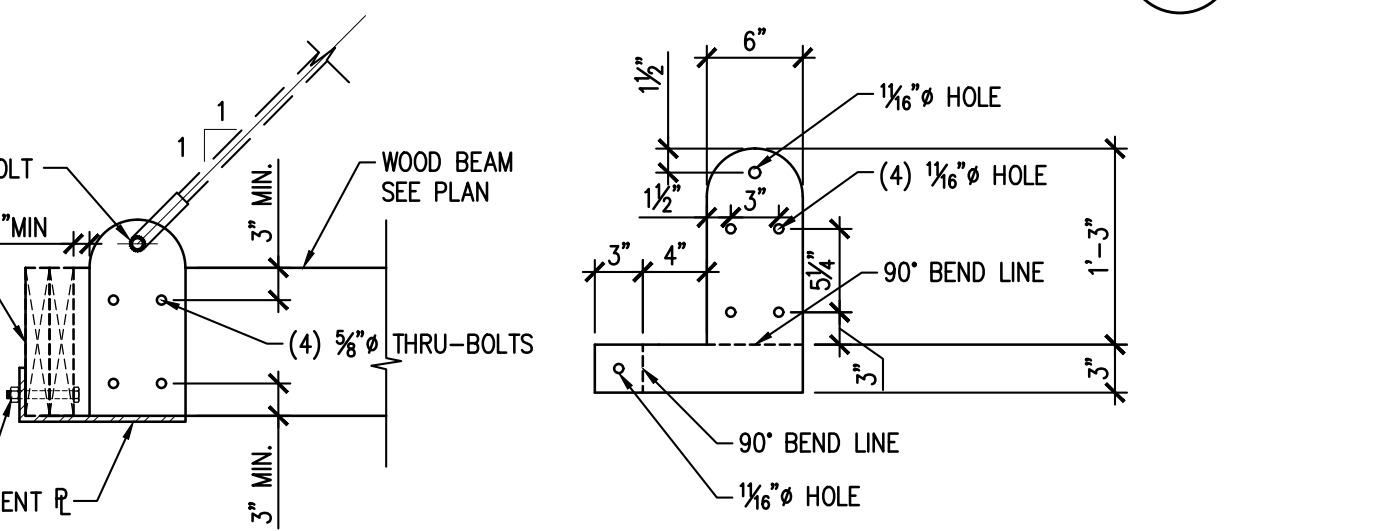 1
1
OLT
"MIN
3" MIN.
WOOD BEAM
SEE PLAN
(4) ⅝"ø THRU-BOLTS
3" MIN.
ENT ⅊
6"
1½"
11/16"ø HOLE
(4) 11/16"ø HOLE
1½"
3"
3"
4"
5¼"
90° BEND LINE
1'-3"
3"
3"
90° BEND LINE
11/16"ø HOLE